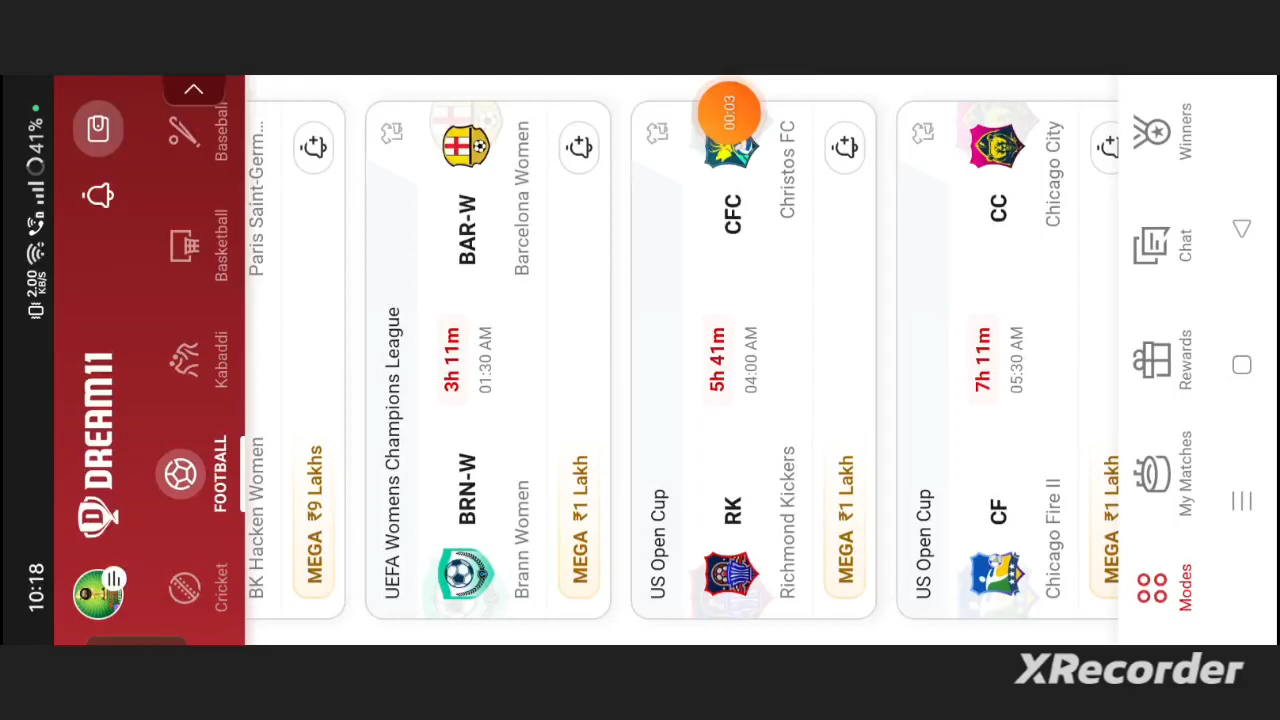 10:18
2.00
KB/S
41%
DREAM11
Cricket
FOOTBALL
Kabaddi
Basketball
Baseball
BK Hacken Women
Paris Saint-Germ...
MEGA ₹9 Lakhs
UEFA Womens Champions League
BRN-W
3h 11m
BAR-W
01:30 AM
Brann Women
Barcelona Women
MEGA ₹1 Lakh
US Open Cup
00:03
RK
5h 41m
CFC
04:00 AM
Richmond Kickers
Christos FC
MEGA ₹1 Lakh
US Open Cup
CF
7h 11m
CC
05:30 AM
Chicago Fire II
Chicago City
MEGA ₹1 Lakh
Modes
My Matches
Rewards
Chat
Winners
XRecorder